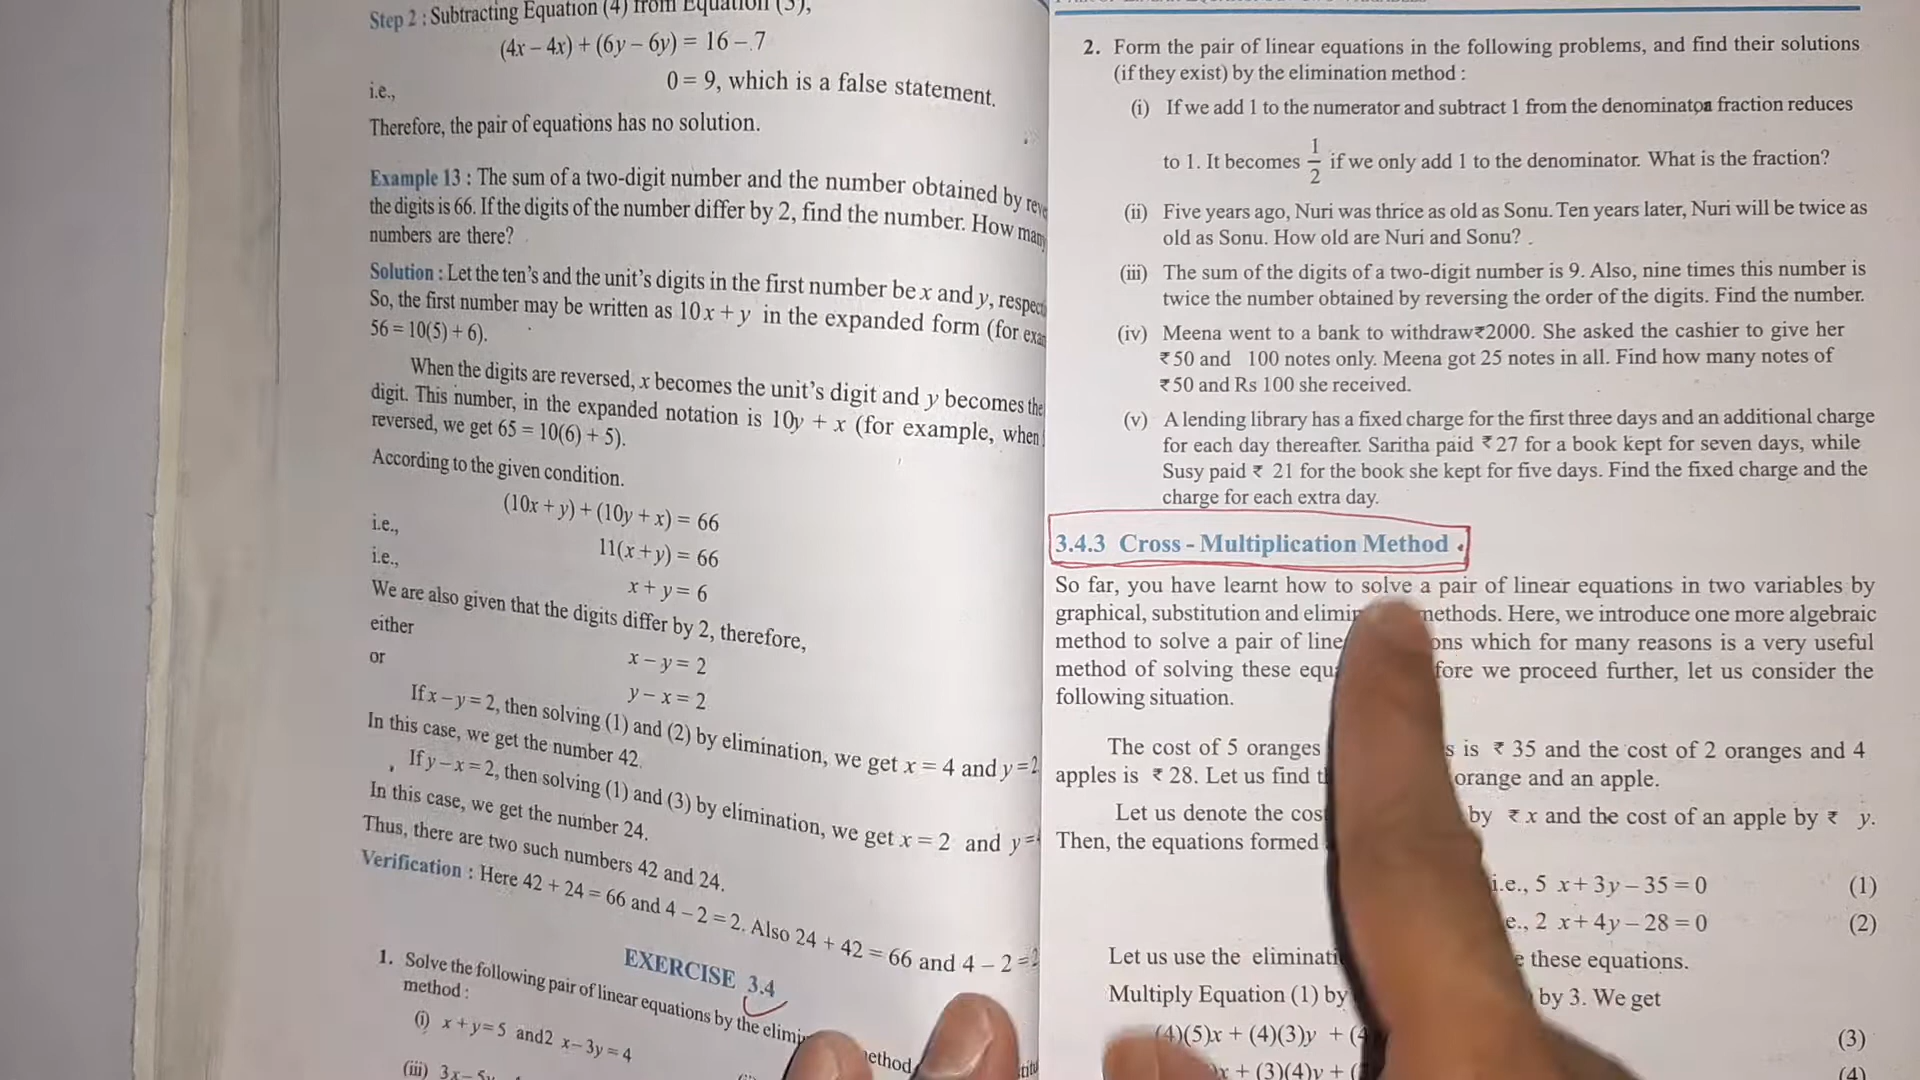 Step 2 : Subtracting Equation (4) from Equation (3),
(4x – 4x) + (6y – 6y) = 16 – 7
i.e., 0 = 9, which is a false statement.
Therefore, the pair of equations has no solution.
Example 13 : The sum of a two-digit number and the number obtained by reve
the digits is 66. If the digits of the number differ by 2, find the number. How many
numbers are there?
Solution : Let the ten's and the unit's digits in the first number be x and y, respect
So, the first number may be written as 10x + y in the expanded form (for exa
56 = 10(5) + 6).
When the digits are reversed, x becomes the unit's digit and y becomes the
digit. This number, in the expanded notation is 10y + x (for example, when
reversed, we get 65 = 10(6) + 5).
According to the given condition.
(10x + y) + (10y + x) = 66
i.e., 11(x + y) = 66
i.e., x + y = 6
We are also given that the digits differ by 2, therefore,
either x – y = 2
or y – x = 2
If x – y = 2, then solving (1) and (2) by elimination, we get x = 4 and y = 2
In this case, we get the number 42.
If y – x = 2, then solving (1) and (3) by elimination, we get x = 2 and y =
In this case, we get the number 24.
Thus, there are two such numbers 42 and 24.
Verification : Here 42 + 24 = 66 and 4 – 2 = 2. Also 24 + 42 = 66 and 4 – 2 = 2
EXERCISE 3.4
1. Solve the following pair of linear equations by the elimi ethod
method :
(i) x + y = 5 and2 x – 3y = 4
(iii) 3x – 5y
2. Form the pair of linear equations in the following problems, and find their solutions
(if they exist) by the elimination method :
(i) If we add 1 to the numerator and subtract 1 from the denominatoa fraction reduces
to 1. It becomes 1/2 if we only add 1 to the denominator. What is the fraction?
(ii) Five years ago, Nuri was thrice as old as Sonu. Ten years later, Nuri will be twice as
old as Sonu. How old are Nuri and Sonu? .
(iii) The sum of the digits of a two-digit number is 9. Also, nine times this number is
twice the number obtained by reversing the order of the digits. Find the number.
(iv) Meena went to a bank to withdraw₹2000. She asked the cashier to give her
₹50 and 100 notes only. Meena got 25 notes in all. Find how many notes of
₹50 and Rs 100 she received.
(v) A lending library has a fixed charge for the first three days and an additional charge
for each day thereafter. Saritha paid ₹27 for a book kept for seven days, while
Susy paid ₹ 21 for the book she kept for five days. Find the fixed charge and the
charge for each extra day.
3.4.3 Cross - Multiplication Method
So far, you have learnt how to solve a pair of linear equations in two variables by
graphical, substitution and elimin methods. Here, we introduce one more algebraic
method to solve a pair of line ons which for many reasons is a very useful
method of solving these equa fore we proceed further, let us consider the
following situation.
The cost of 5 oranges s is ₹ 35 and the cost of 2 oranges and 4
apples is ₹ 28. Let us find orange and an apple.
Let us denote the cos by ₹ x and the cost of an apple by ₹ y.
Then, the equations formed
i.e., 5 x + 3y – 35 = 0 (1)
e., 2 x + 4y – 28 = 0 (2)
Let us use the eliminati these equations.
Multiply Equation (1) by by 3. We get
(4)(5)x + (4)(3)y + (4 (3)
x + (3)(4)y + ( (4)